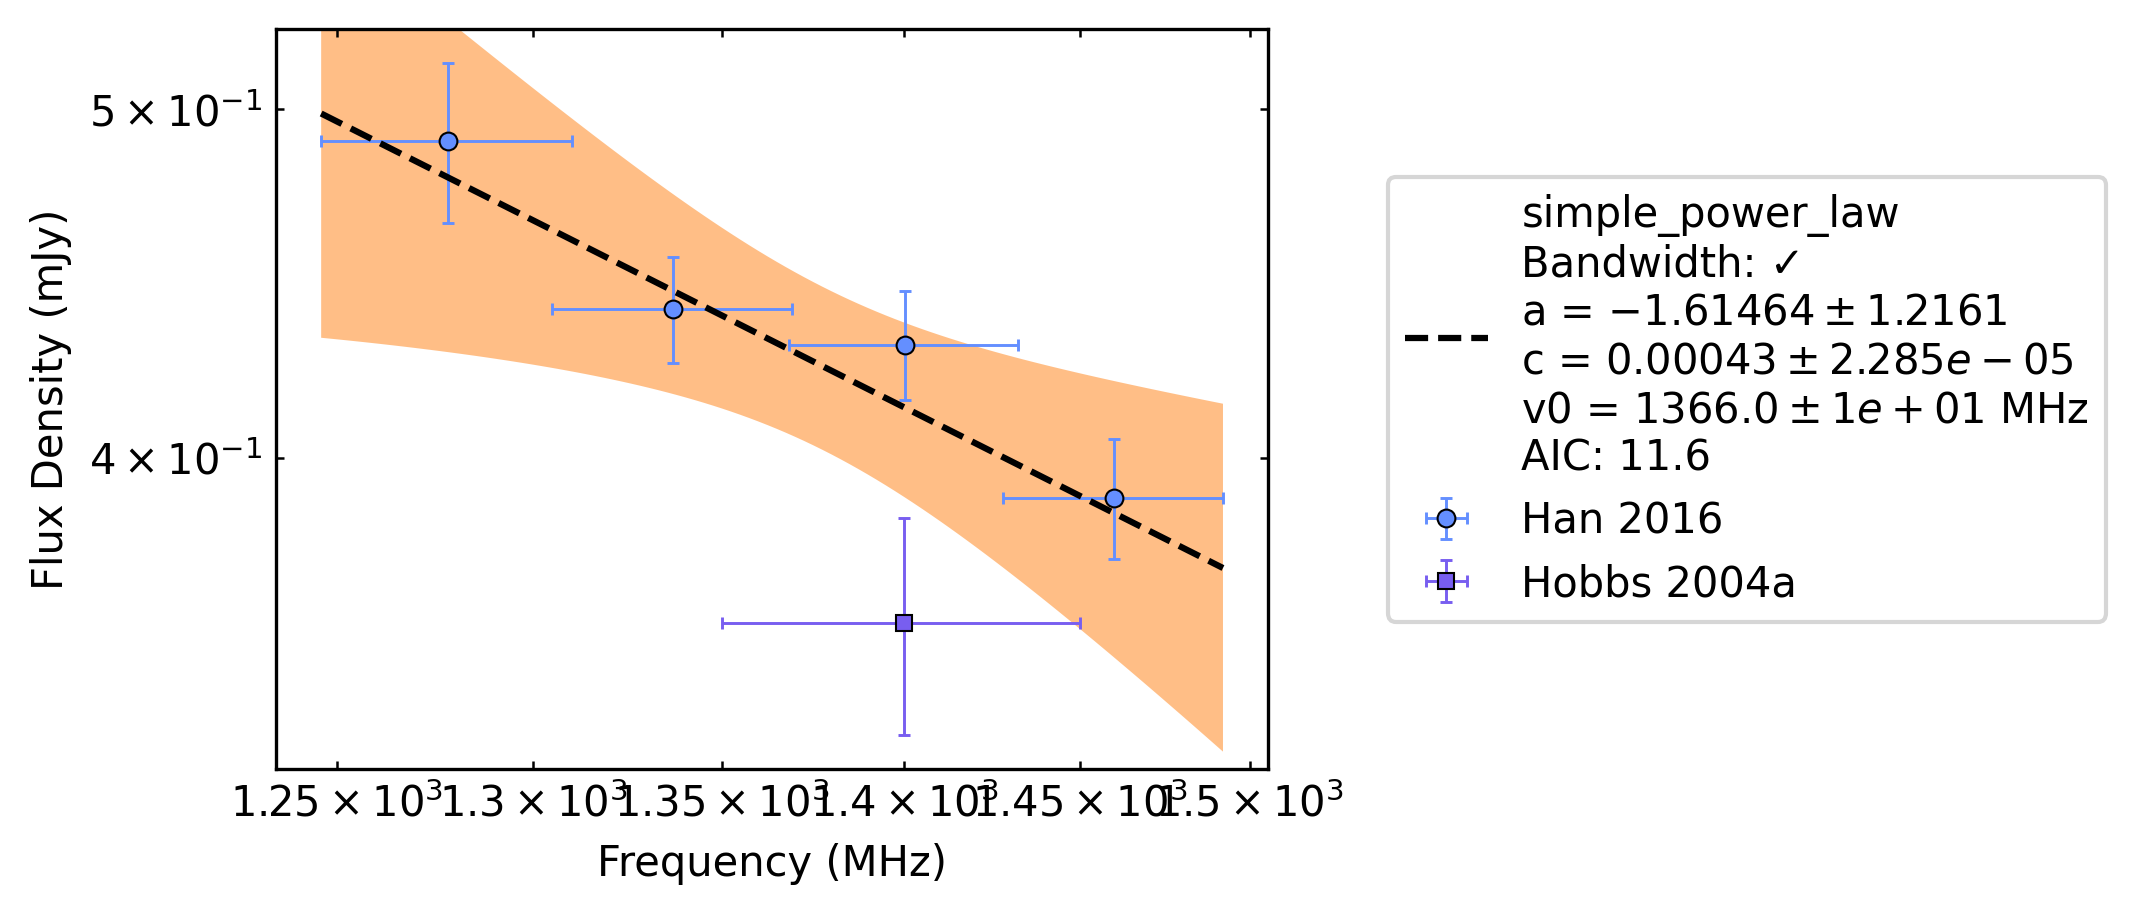 Flux Density (mJy)
5 × 10⁻¹
4 × 10⁻¹
1.25 × 10³ 1.3 × 10³ 1.35 × 10³ 1.4 × 10³ 1.45 × 10³ 1.5 × 10³
Frequency (MHz)
simple_power_law
Bandwidth: ✓
a = −1.61464 ± 1.2161
c = 0.00043 ± 2.285e − 05
v0 = 1366.0 ± 1e + 01 MHz
AIC: 11.6
Han 2016
Hobbs 2004a